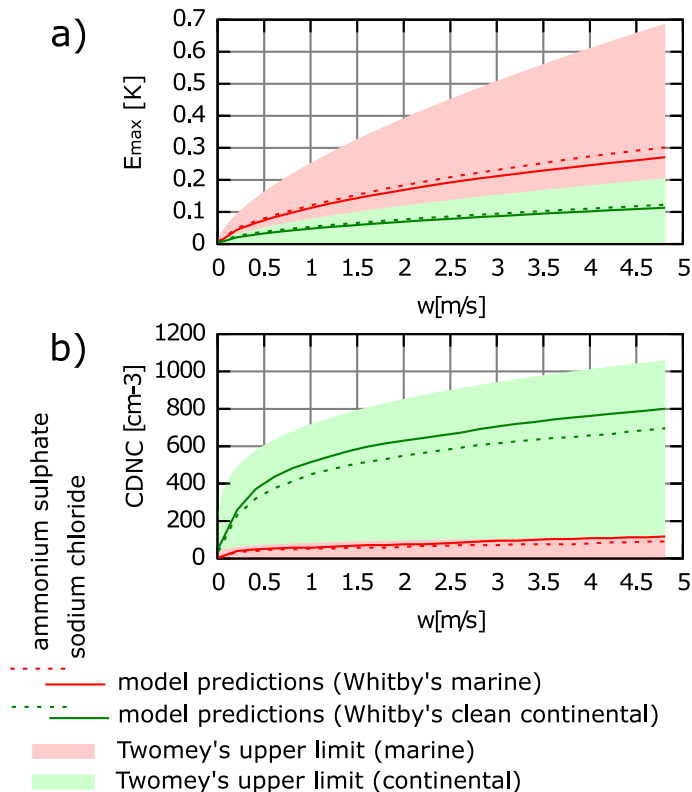 a)
0.7
0.6
0.5
0.4
0.3
0.2
0.1
0
Emax [K]
0 0.5 1 1.5 2 2.5 3 3.5 4 4.5 5
w[m/s]
b)
1200
1000
800
600
400
200
0
CDNC [cm-3]
0 0.5 1 1.5 2 2.5 3 3.5 4 4.5 5
w[m/s]
ammonium sulphate
sodium chloride
model predictions (Whitby's marine)
model predictions (Whitby's clean continental)
Twomey's upper limit (marine)
Twomey's upper limit (continental)